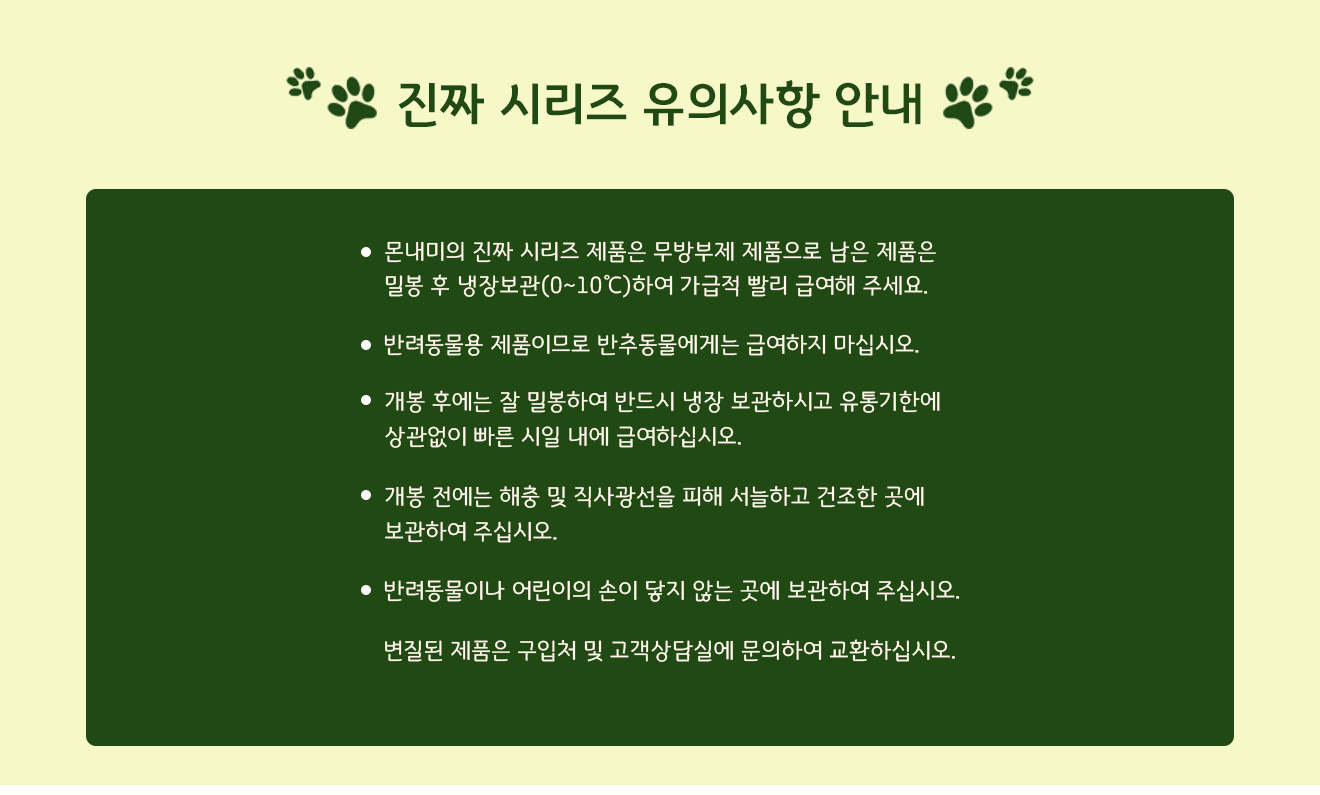 진짜 시리즈 유의사항 안내
● 몬내미의 진짜 시리즈 제품은 무방부제 제품으로 남은 제품은
밀봉 후 냉장보관(0~10℃)하여 가급적 빨리 급여해 주세요.
● 반려동물용 제품이므로 반추동물에게는 급여하지 마십시오.
● 개봉 후에는 잘 밀봉하여 반드시 냉장 보관하시고 유통기한에
상관없이 빠른 시일 내에 급여하십시오.
● 개봉 전에는 해충 및 직사광선을 피해 서늘하고 건조한 곳에
보관하여 주십시오.
● 반려동물이나 어린이의 손이 닿지 않는 곳에 보관하여 주십시오.
변질된 제품은 구입처 및 고객상담실에 문의하여 교환하십시오.